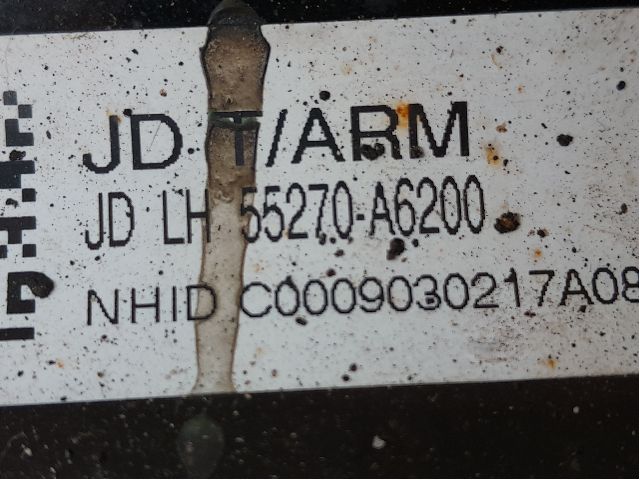 JD T/ARM
JD LH 55270-A6200
NHID C0009030217A08